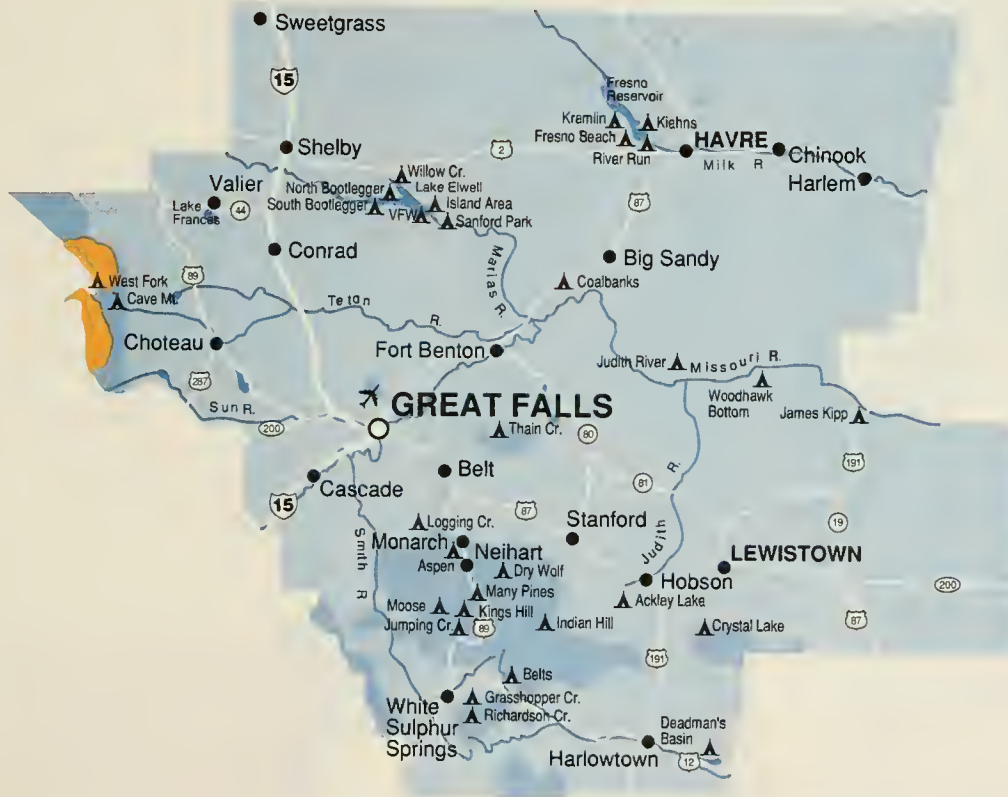 Sweetgrass
15
Shelby
Fresno
Reservoir
Kramlin
Kiehns
Fresno Beach
HAVRE
River Run
Milk R
Chinook
Harlem
2
87
Willow Cr.
North Bootlegger
Lake Elwell
South Bootlegger
Island Area
VFW
Sanford Park
Valier
Lake
Frances
44
Conrad
Marias R.
Big Sandy
Coalbanks
89
West Fork
Cave Mt.
Tetan R.
Choteau
Fort Benton
Judith River
Missouri R.
Woodhawk
Bottom
James Kipp
287
Sun R.
200
GREAT FALLS
Thain Cr.
80
191
Belt
81
Cascade
15
87
19
Logging Cr.
Stanford
Judith R.
Monarch
Neihart
LEWISTOWN
Aspen
Dry Wolf
Hobson
200
Smith R
Many Pines
Ackley Lake
Moose
Kings Hill
Jumping Cr.
89
Indian Hill
Crystal Lake
87
191
Belts
White
Sulphur
Springs
Grasshopper Cr.
Richardson Cr.
Deadman's
Basin
Harlowtown
12